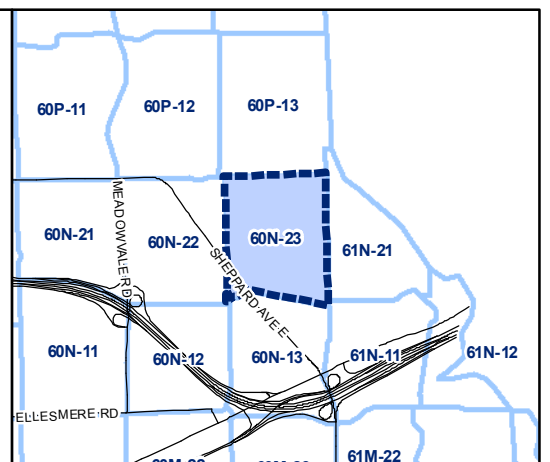 60P-11
60P-12
60P-13
MEADOWVALE RD
60N-21
60N-22
60N-23
61N-21
SHEPPARD AVE E
60N-11
60N-12
60N-13
61N-11
61N-12
ELLESMERE RD
61M-22